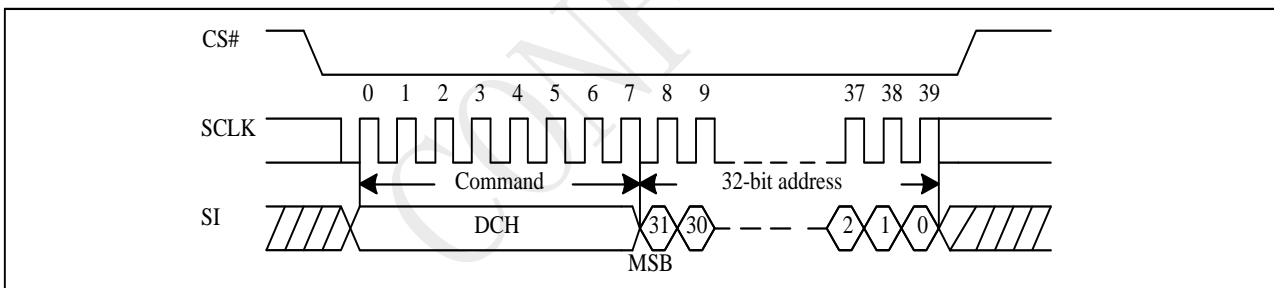 CS#
0 1 2 3 4 5 6 7 8 9 37 38 39
SCLK
Command 32-bit address
SI DCH 31 30 2 1 0
MSB